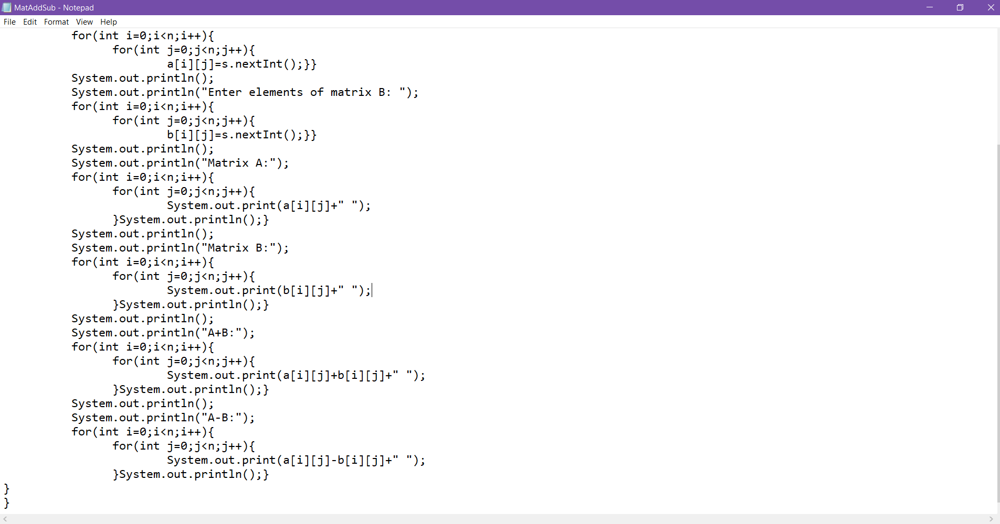 MatAddSub - Notepad
File Edit Format View Help
for(int i=0;i<n;i++){
for(int j=0;j<n;j++){
a[i][j]=s.nextInt();}}
System.out.println();
System.out.println("Enter elements of matrix B: ");
for(int i=0;i<n;i++){
for(int j=0;j<n;j++){
b[i][j]=s.nextInt();}}
System.out.println();
System.out.println("Matrix A:");
for(int i=0;i<n;i++){
for(int j=0;j<n;j++){
System.out.print(a[i][j]+" ");
}System.out.println();}
System.out.println();
System.out.println("Matrix B:");
for(int i=0;i<n;i++){
for(int j=0;j<n;j++){
System.out.print(b[i][j]+" ");
}System.out.println();}
System.out.println();
System.out.println("A+B:");
for(int i=0;i<n;i++){
for(int j=0;j<n;j++){
System.out.print(a[i][j]+b[i][j]+" ");
}System.out.println();}
System.out.println();
System.out.println("A-B:");
for(int i=0;i<n;i++){
for(int j=0;j<n;j++){
System.out.print(a[i][j]-b[i][j]+" ");
}System.out.println();}
}
}